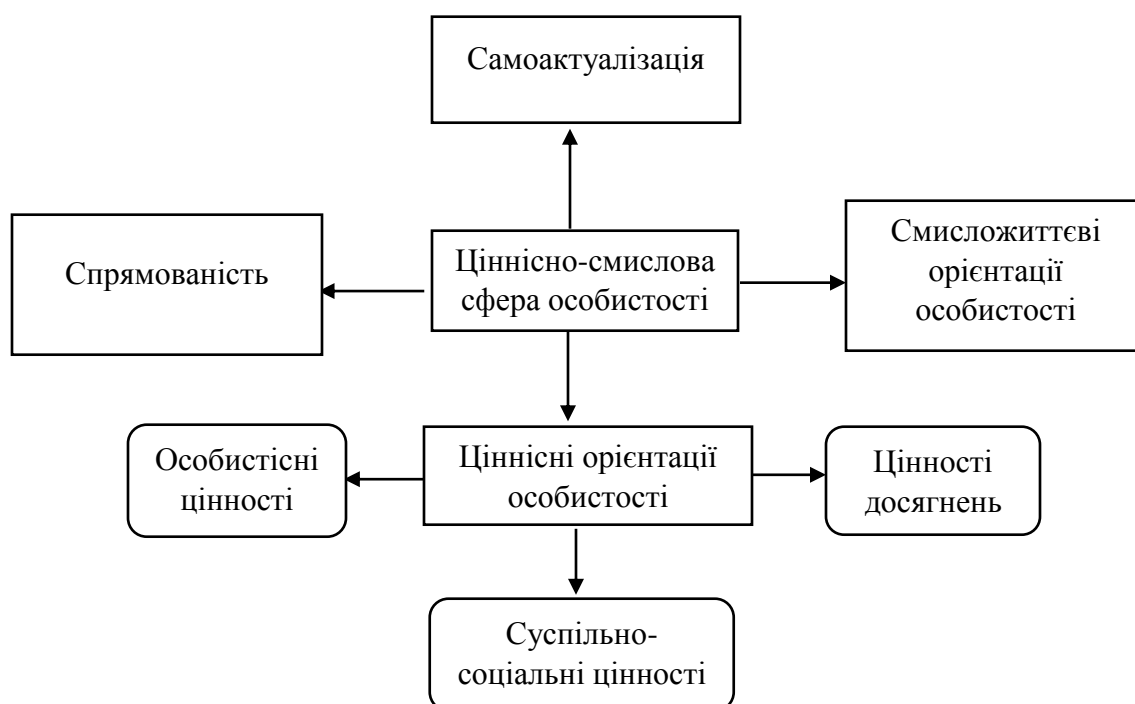 Самоактуалізація
Спрямованість
Ціннісно-смислова
сфера особистості
Смисложиттєві
орієнтації
особистості
Особистісні
цінності
Ціннісні орієнтації
особистості
Цінності
досягнень
Суспільно-
соціальні цінності